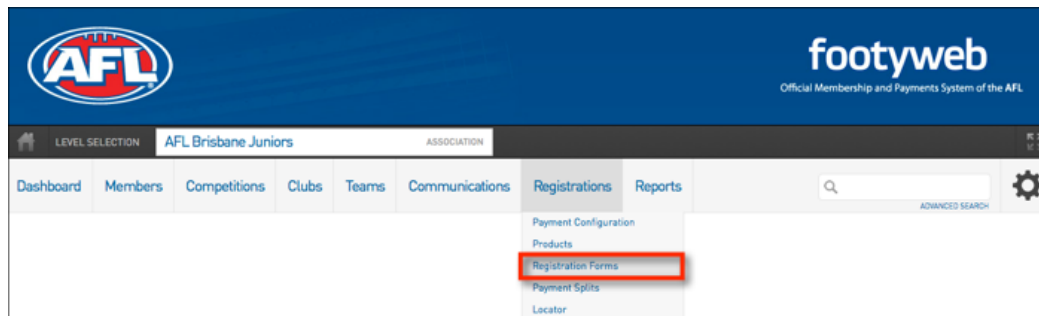 AFL
footyweb
Official Membership and Payments System of the AFL
LEVEL SELECTION AFL Brisbane Juniors ASSOCIATION
Dashboard Members Competitions Clubs Teams Communications Registrations Reports
ADVANCED SEARCH
Payment Configuration
Products
Registration Forms
Payment Splits
Locator